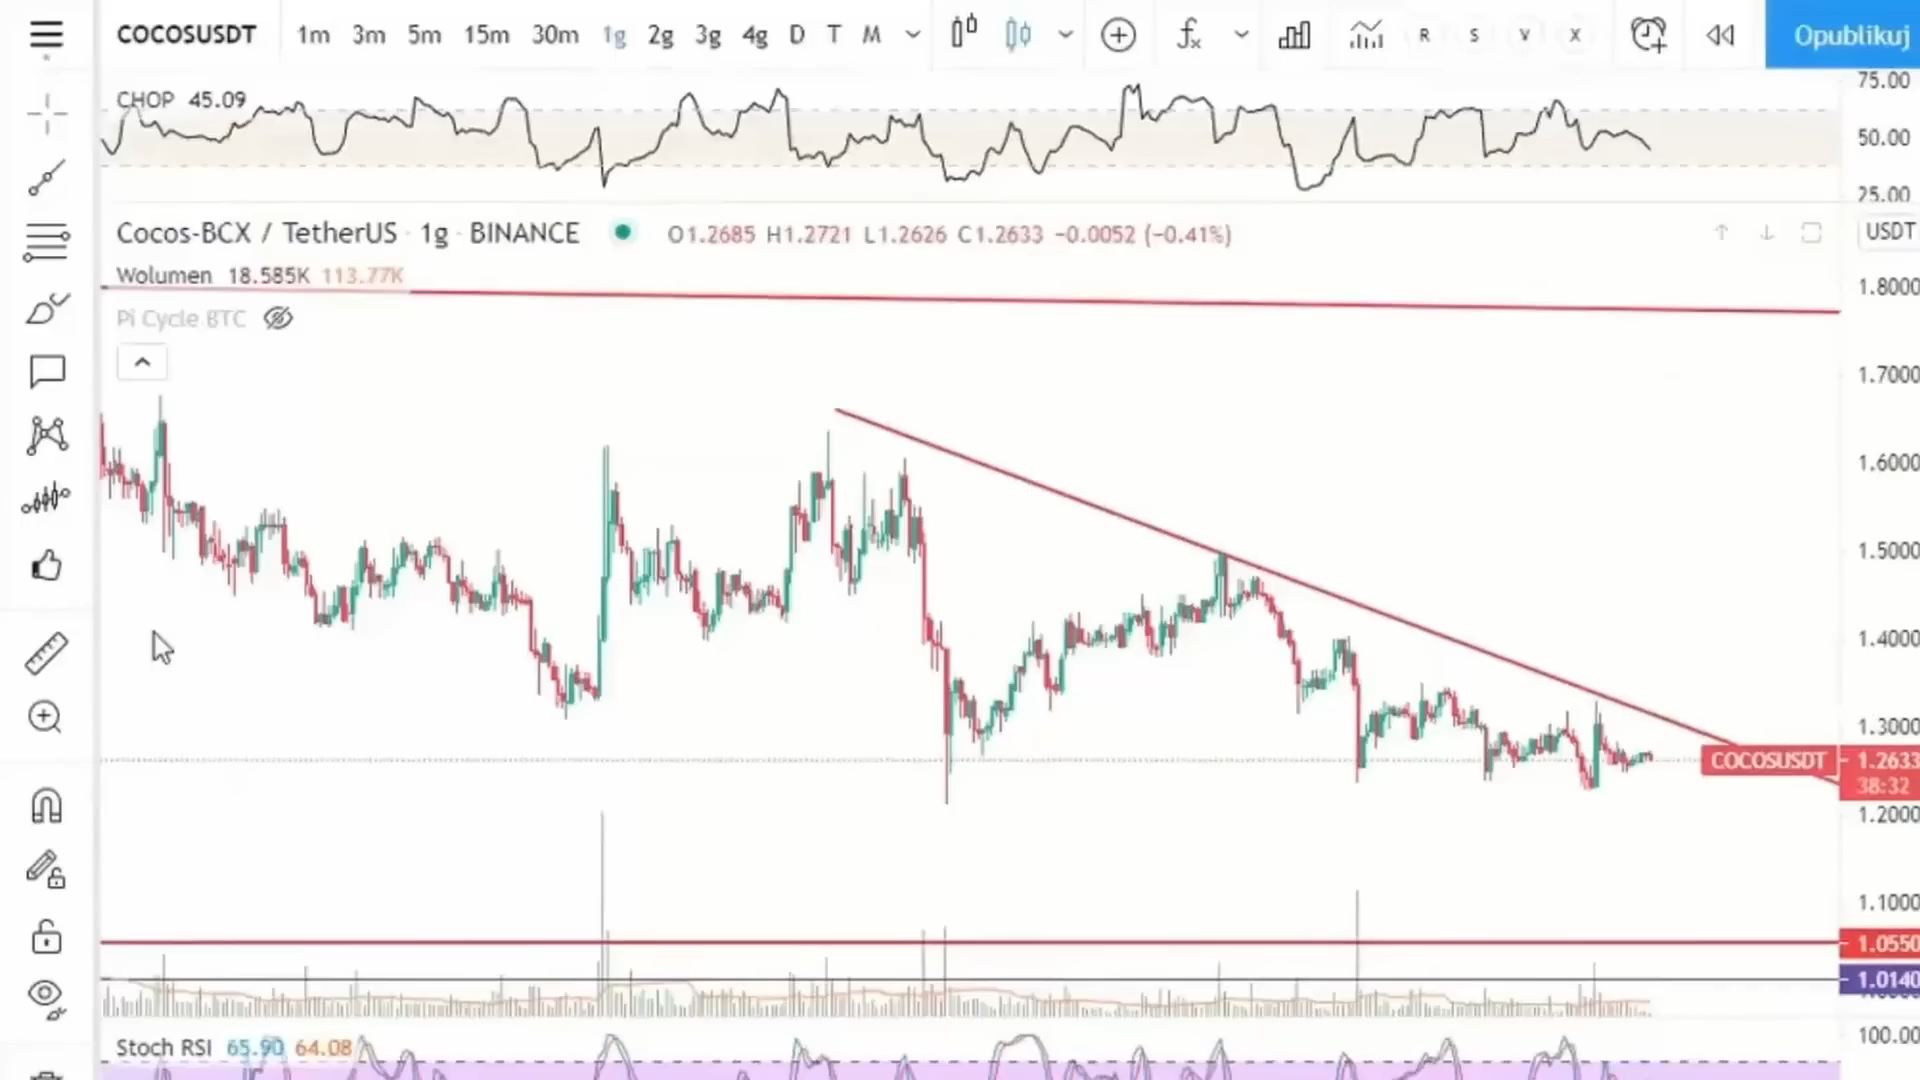 COCOSUSDT 1m 3m 5m 15m 30m 1g 2g 3g 4g D T M R S V X Opublikuj
75.00
CHOP 45.09
50.00
25.00
Cocos-BCX / TetherUS · 1g · BINANCE O1.2685 H1.2721 L1.2626 C1.2633 −0.0052 (−0.41%) USDT
Wolumen 18.585K 113.77K
1.8000
Pi Cycle BTC
1.7000
1.6000
1.5000
1.4000
1.3000
COCOSUSDT 1.2633
38:32
1.2000
1.1000
1.0550
1.0140
Stoch RSI 65.90 64.08
100.00